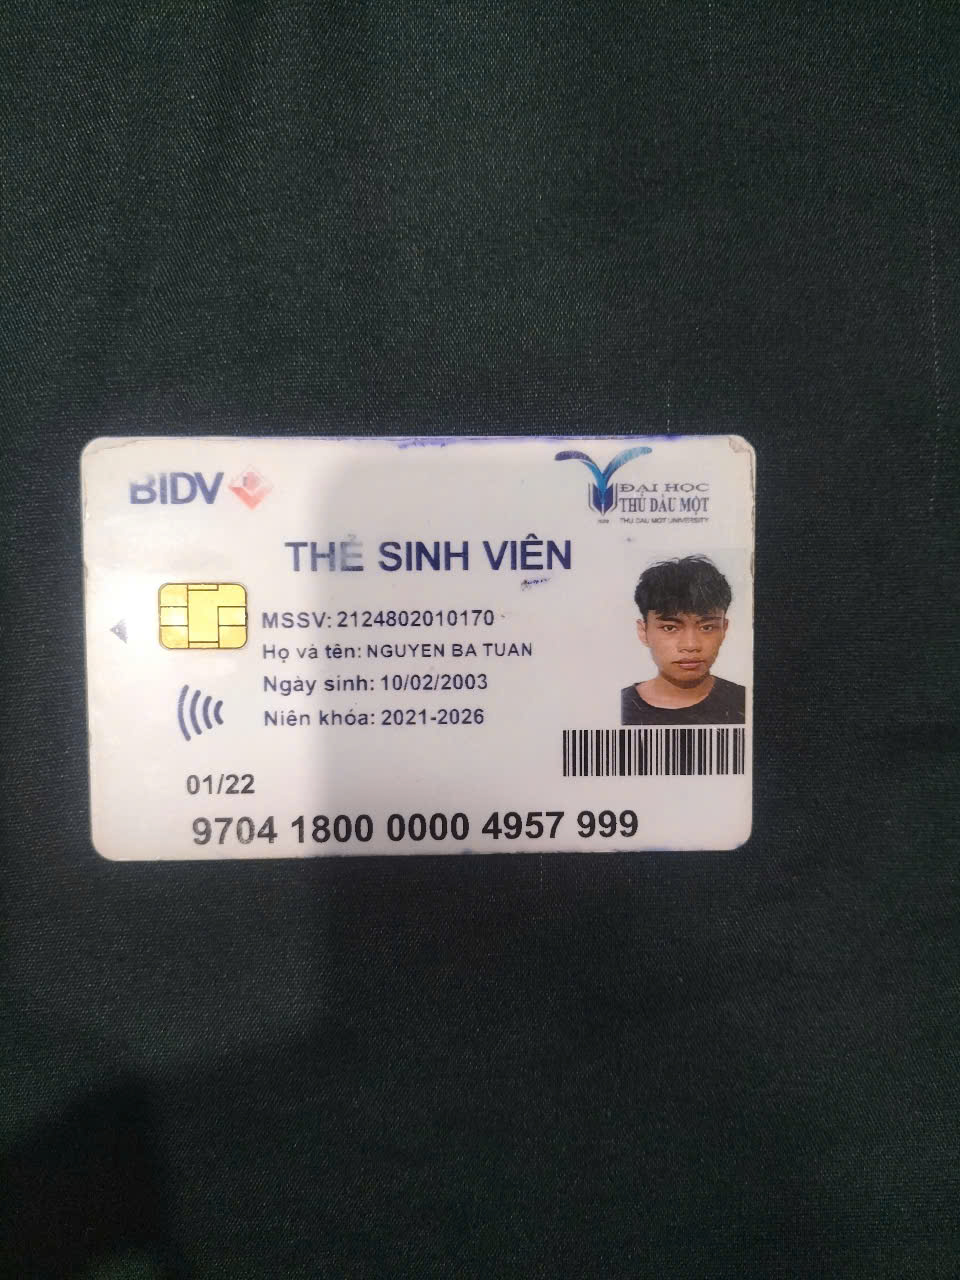 BIDV
ĐẠI HỌC
THỦ DẦU MỘT
2009
THU DAU MOT UNIVERSITY
THẺ SINH VIÊN
MSSV: 2124802010170
Họ và tên: NGUYEN BA TUAN
Ngày sinh: 10/02/2003
Niên khóa: 2021-2026
01/22
9704 1800 0000 4957 999